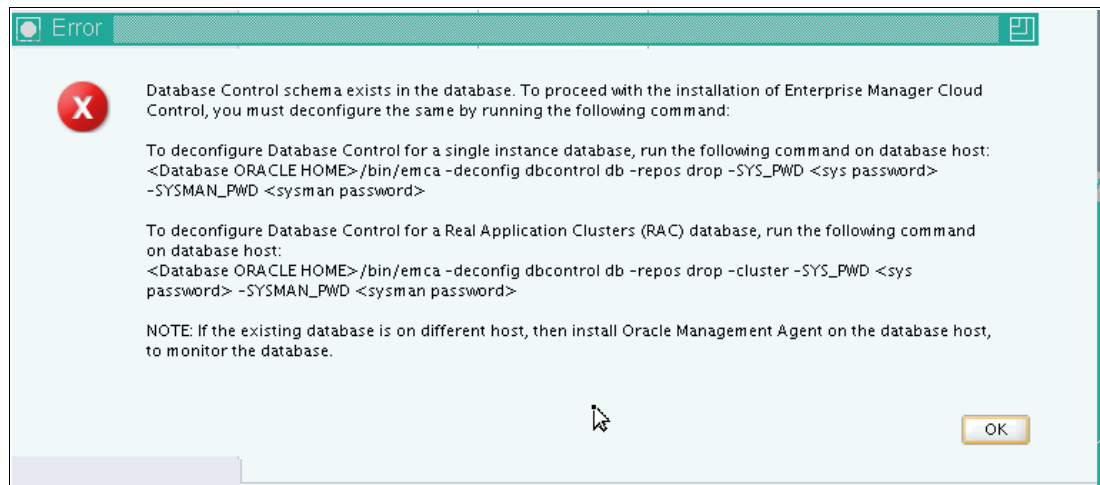 Error
Database Control schema exists in the database. To proceed with the installation of Enterprise Manager Cloud
Control, you must deconfigure the same by running the following command:
To deconfigure Database Control for a single instance database, run the following command on database host:
<Database ORACLE HOME>/bin/emca -deconfig dbcontrol db -repos drop -SYS_PWD <sys password>
-SYSMAN_PWD <sysman password>
To deconfigure Database Control for a Real Application Clusters (RAC) database, run the following command
on database host:
<Database ORACLE HOME>/bin/emca -deconfig dbcontrol db -repos drop -cluster -SYS_PWD <sys
password> -SYSMAN_PWD <sysman password>
NOTE: If the existing database is on different host, then install Oracle Management Agent on the database host,
to monitor the database.
OK